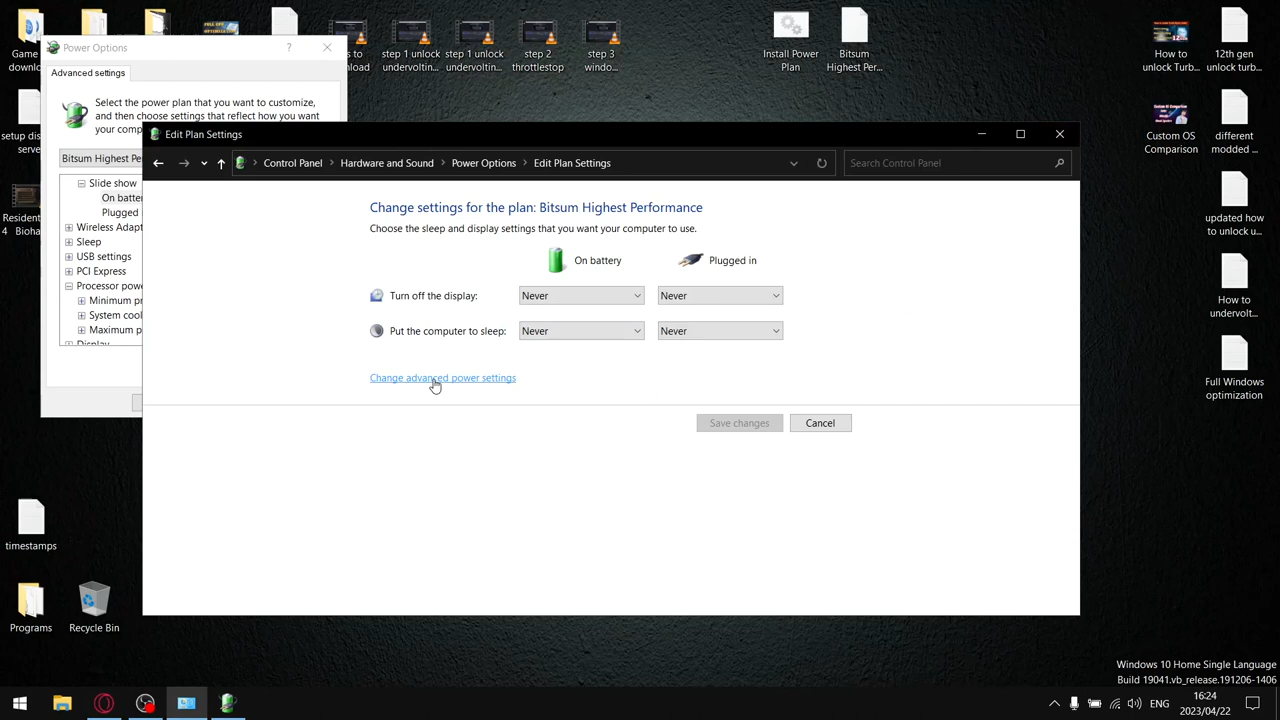 Game
downlo...
s to
load
step 1 unlock
undervoltin...
step 1 unlock
undervoltin...
step 2
throttlestop
step 3
windo...
Install Power
Plan
Bitsum
Highest Per...
How to
unlock Turb...
12th gen
unlock turb...
Power Options
?
Advanced settings
Select the power plan that you want to customize,
and then choose settings that reflect how you want
your comp
Bitsum Highest Pe
Slide show
On batte
Plugged
Wireless Adapt
Sleep
USB settings
PCI Express
Processor pow
Minimum pr
System cool
Maximum p
Display
Edit Plan Settings
Control Panel
Hardware and Sound
Power Options
Edit Plan Settings
Search Control Panel
Change settings for the plan: Bitsum Highest Performance
Choose the sleep and display settings that you want your computer to use.
On battery
Plugged in
Turn off the display:
Never
Never
Put the computer to sleep:
Never
Never
Change advanced power settings
Save changes
Cancel
setup dis
serve
Resident
4 Bioha
Custom OS
Comparison
different
modded ...
updated how
to unlock u...
How to
undervolt...
Full Windows
optimization
timestamps
Programs
Recycle Bin
Windows 10 Home Single Language
Build 19041.vb_release.191206-1406
ENG
16:24
2023/04/22